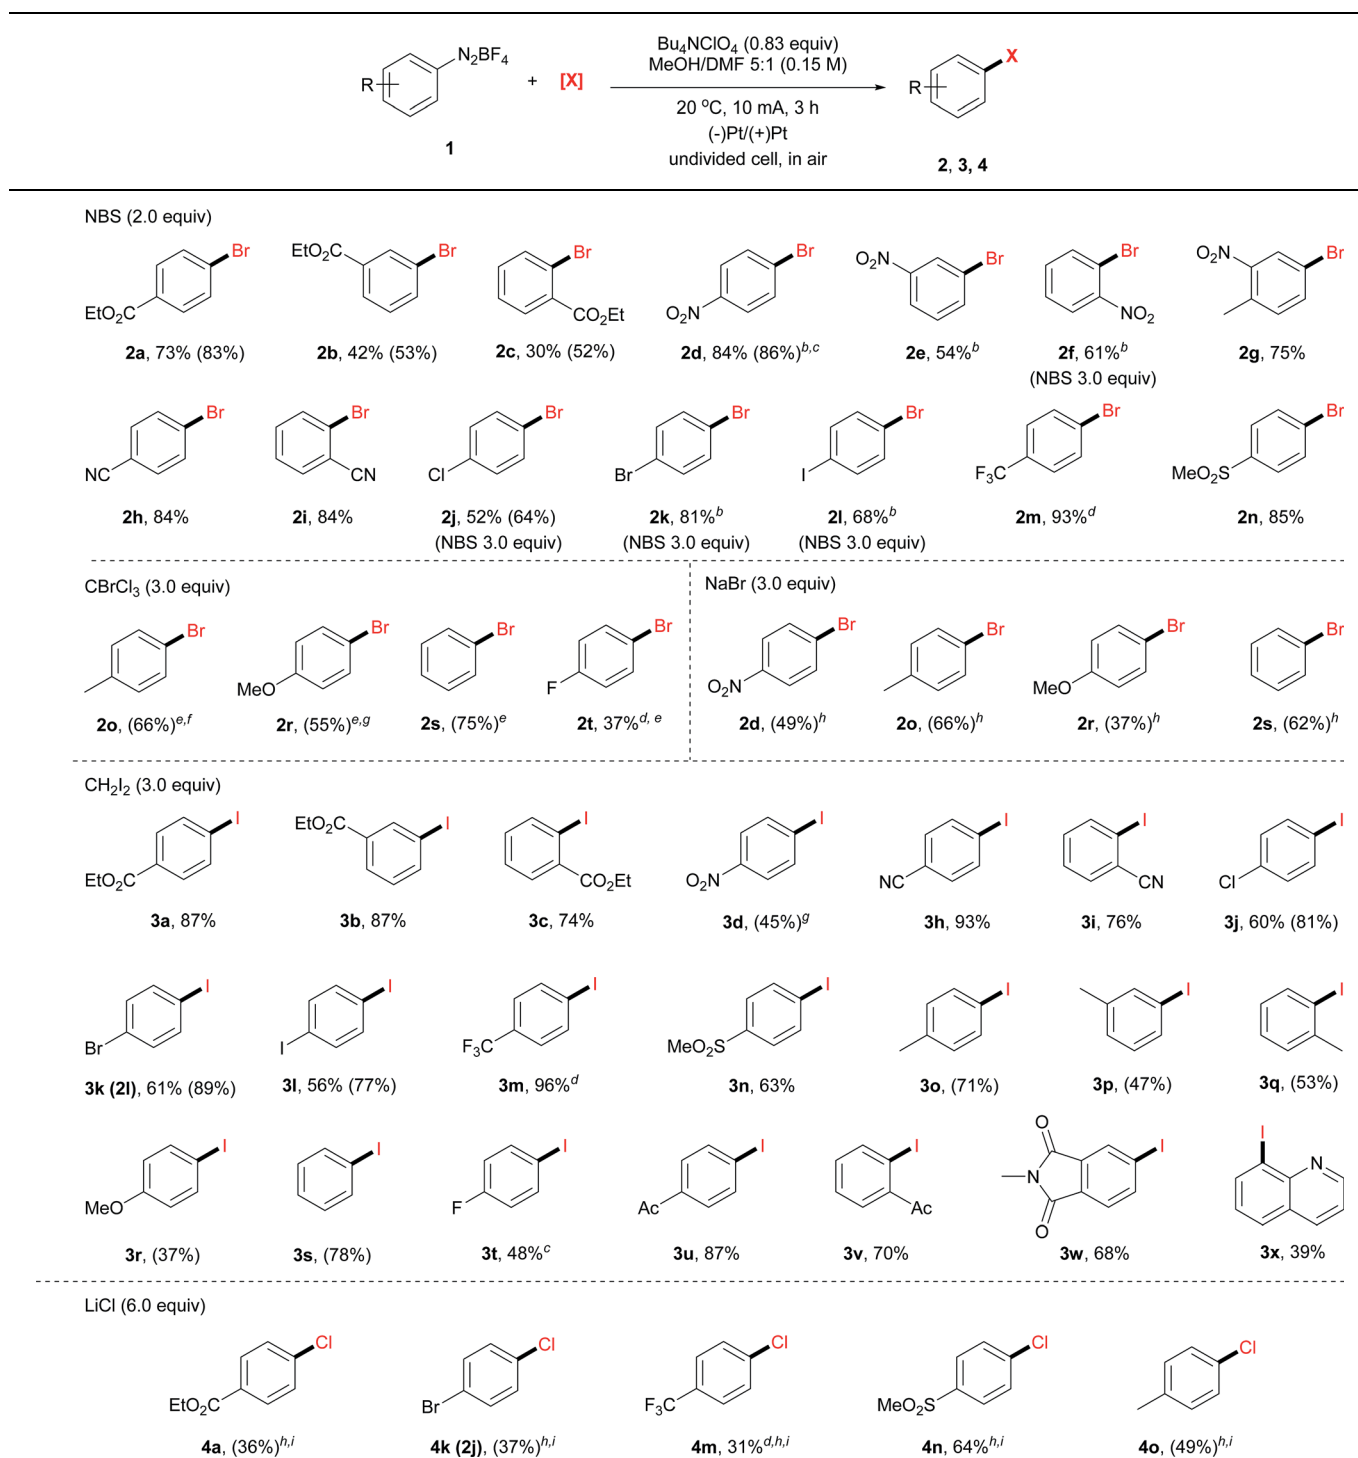 N₂BF₄
R
1
+
[X]
Bu₄NClO₄ (0.83 equiv)
MeOH/DMF 5:1 (0.15 M)
20 °C, 10 mA, 3 h
(-)Pt/(+)Pt
undivided cell, in air
X
R
2, 3, 4
NBS (2.0 equiv)
Br
EtO₂C
EtO₂C
Br
Br
CO₂Et
Br
O₂N
O₂N
Br
Br
NO₂
NO₂
Br
2a, 73% (83%)
2b, 42% (53%)
2c, 30% (52%)
2d, 84% (86%)ᵇ,ᶜ
2e, 54%ᵇ
2f, 61%ᵇ
(NBS 3.0 equiv)
2g, 75%
Br
NC
Br
CN
Br
Cl
Br
Br
Br
I
Br
F₃C
Br
MeO₂S
2h, 84%
2i, 84%
2j, 52% (64%)
(NBS 3.0 equiv)
2k, 81%ᵇ
(NBS 3.0 equiv)
2l, 68%ᵇ
(NBS 3.0 equiv)
2m, 93%ᵈ
2n, 85%
CBrCl₃ (3.0 equiv)
Br
Br
MeO
Br
Br
F
2o, (66%)ᵉ,ᶠ
2r, (55%)ᵉ,ᵍ
2s, (75%)ᵉ
2t, 37%ᵈ, ᵉ
NaBr (3.0 equiv)
Br
O₂N
Br
Br
MeO
Br
2d, (49%)ʰ
2o, (66%)ʰ
2r, (37%)ʰ
2s, (62%)ʰ
CH₂I₂ (3.0 equiv)
I
EtO₂C
EtO₂C
I
I
CO₂Et
I
O₂N
I
NC
I
CN
I
Cl
3a, 87%
3b, 87%
3c, 74%
3d, (45%)ᵍ
3h, 93%
3i, 76%
3j, 60% (81%)
I
Br
I
I
I
F₃C
I
MeO₂S
I
I
I
3k (2l), 61% (89%)
3l, 56% (77%)
3m, 96%ᵈ
3n, 63%
3o, (71%)
3p, (47%)
3q, (53%)
I
MeO
I
I
F
I
Ac
I
Ac
O
N
O
I
I
N
3r, (37%)
3s, (78%)
3t, 48%ᶜ
3u, 87%
3v, 70%
3w, 68%
3x, 39%
LiCl (6.0 equiv)
Cl
EtO₂C
Cl
Br
Cl
F₃C
Cl
MeO₂S
Cl
4a, (36%)ʰ,ⁱ
4k (2j), (37%)ʰ,ⁱ
4m, 31%ᵈ,ʰ,ⁱ
4n, 64%ʰ,ⁱ
4o, (49%)ʰ,ⁱ